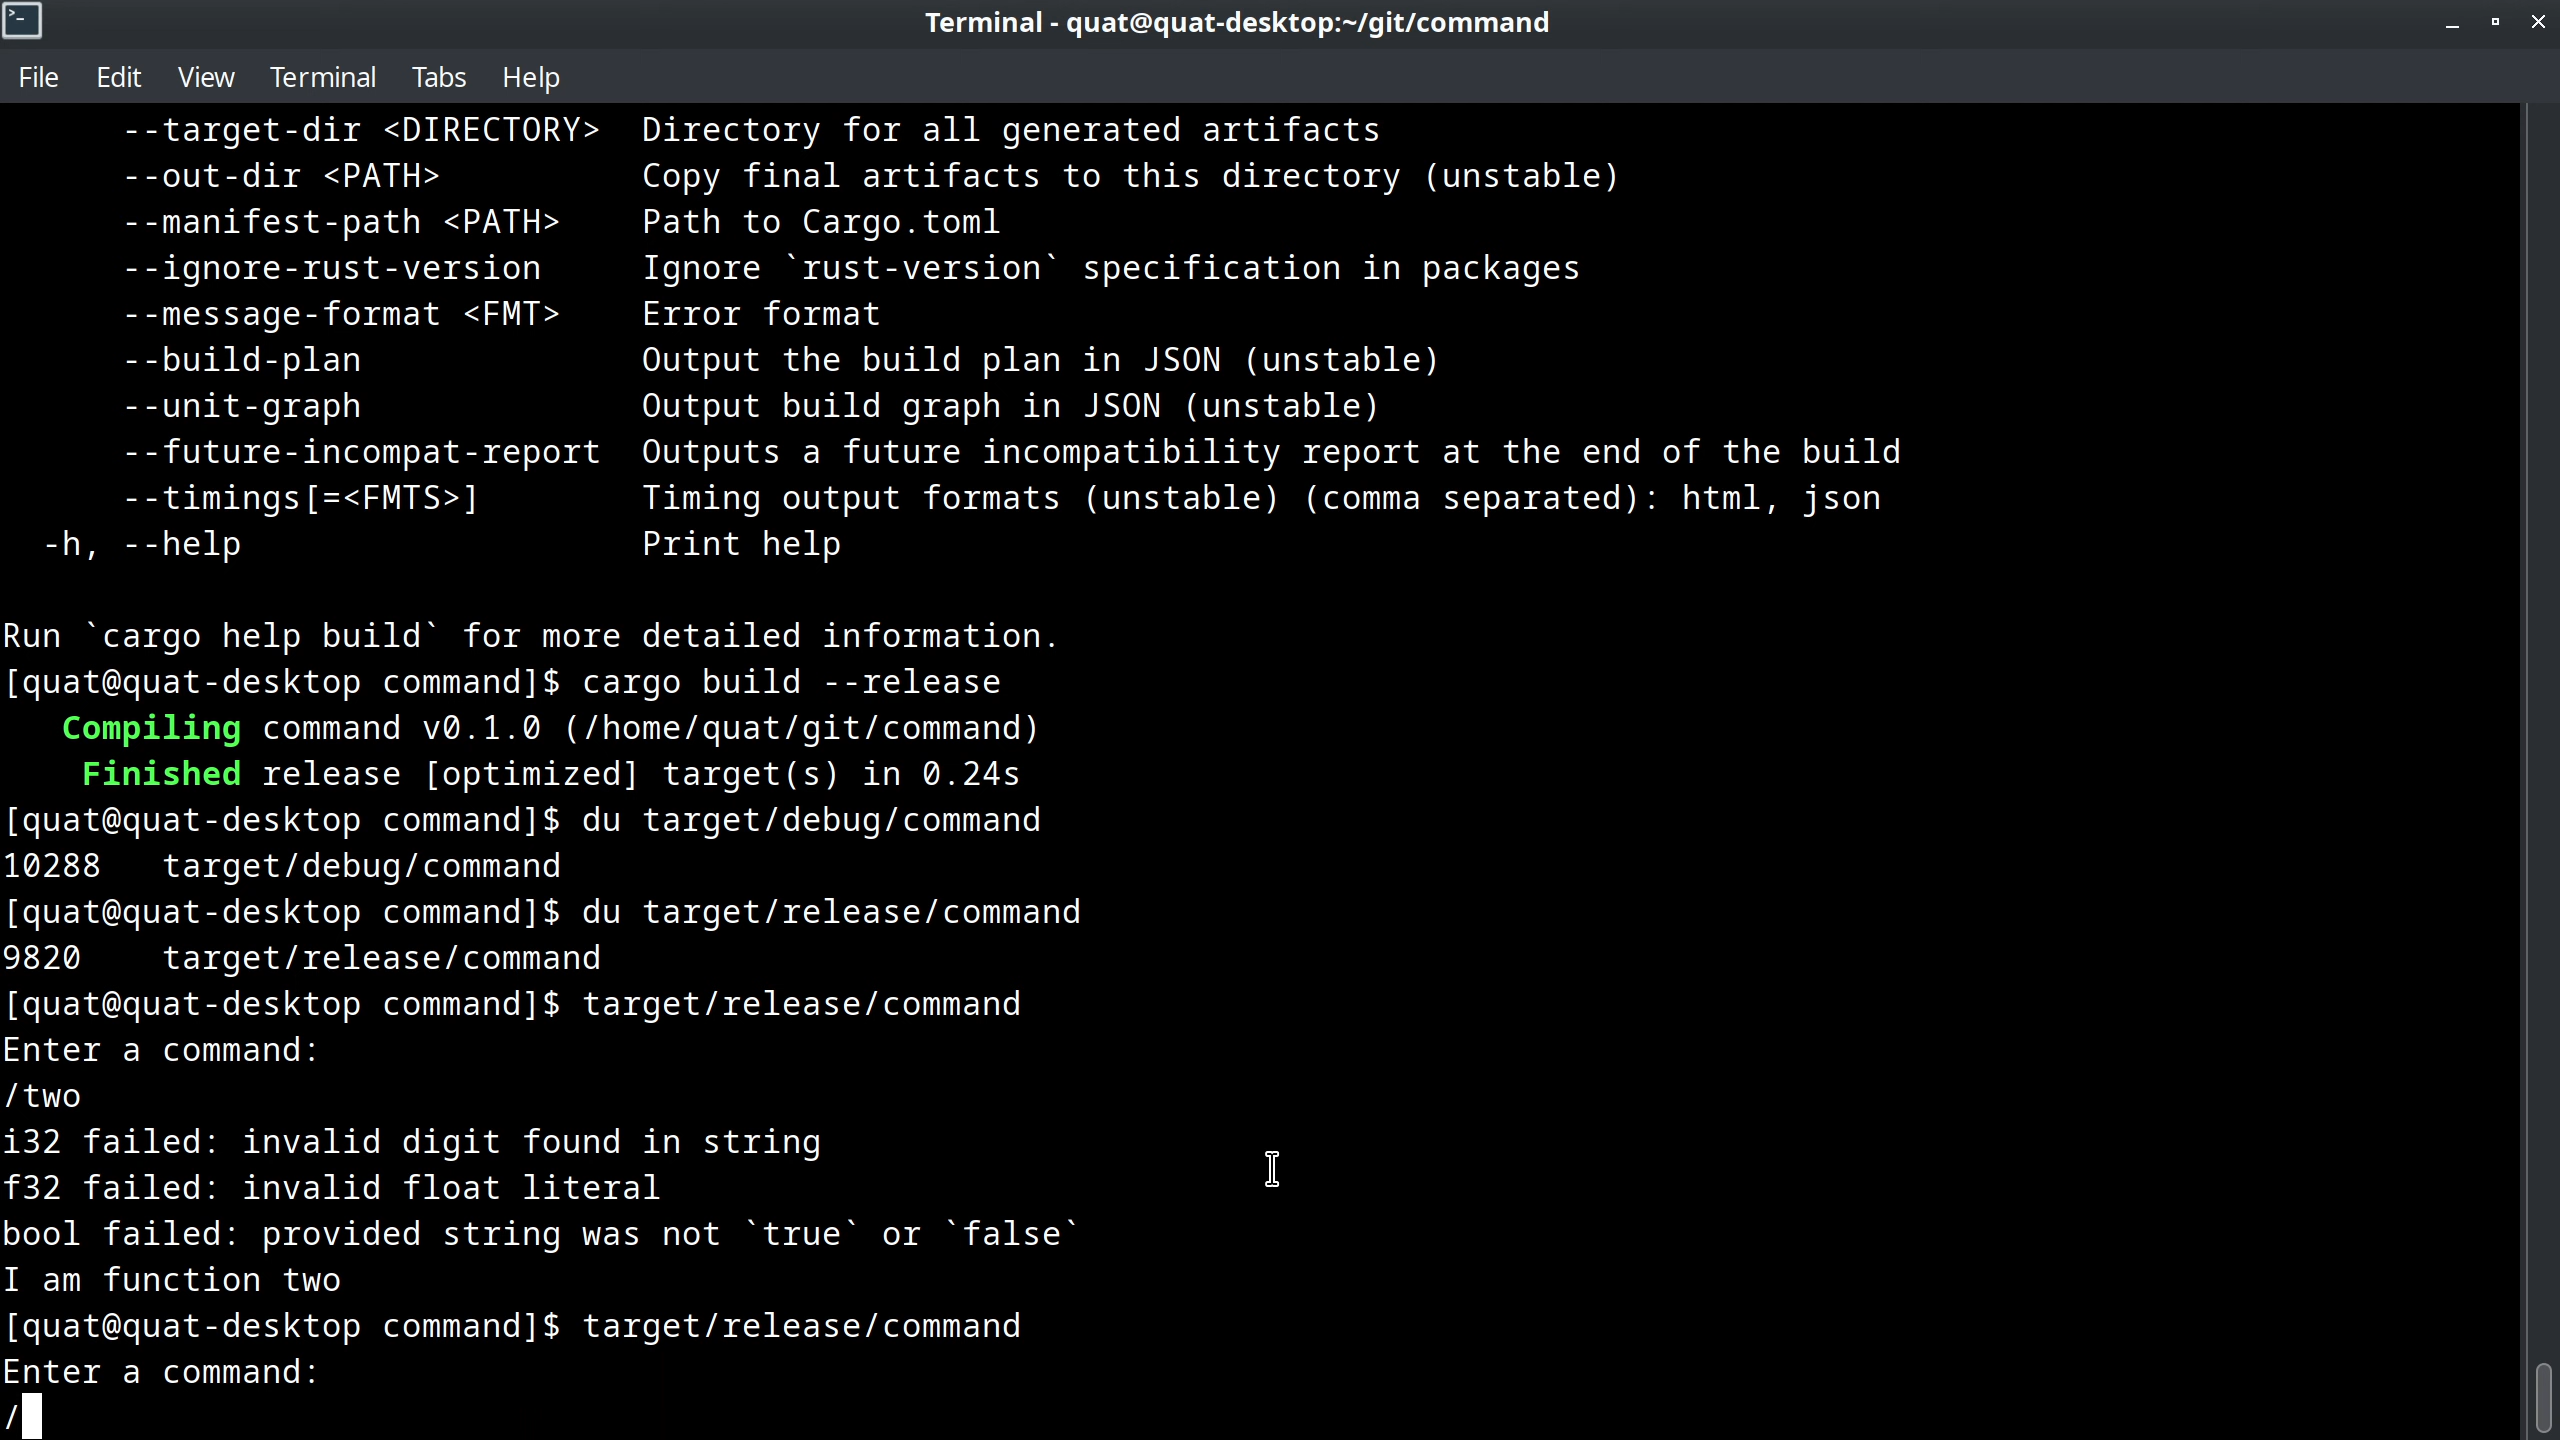 Terminal - quat@quat-desktop:~/git/command
File Edit View Terminal Tabs Help
--target-dir <DIRECTORY>  Directory for all generated artifacts
--out-dir <PATH>          Copy final artifacts to this directory (unstable)
--manifest-path <PATH>    Path to Cargo.toml
--ignore-rust-version     Ignore `rust-version` specification in packages
--message-format <FMT>    Error format
--build-plan              Output the build plan in JSON (unstable)
--unit-graph              Output build graph in JSON (unstable)
--future-incompat-report  Outputs a future incompatibility report at the end of the build
--timings[=<FMTS>]        Timing output formats (unstable) (comma separated): html, json
-h, --help                    Print help
Run `cargo help build` for more detailed information.
[quat@quat-desktop command]$ cargo build --release
Compiling command v0.1.0 (/home/quat/git/command)
Finished release [optimized] target(s) in 0.24s
[quat@quat-desktop command]$ du target/debug/command
10288   target/debug/command
[quat@quat-desktop command]$ du target/release/command
9820    target/release/command
[quat@quat-desktop command]$ target/release/command
Enter a command:
/two
i32 failed: invalid digit found in string
f32 failed: invalid float literal
bool failed: provided string was not `true` or `false`
I am function two
[quat@quat-desktop command]$ target/release/command
Enter a command:
/